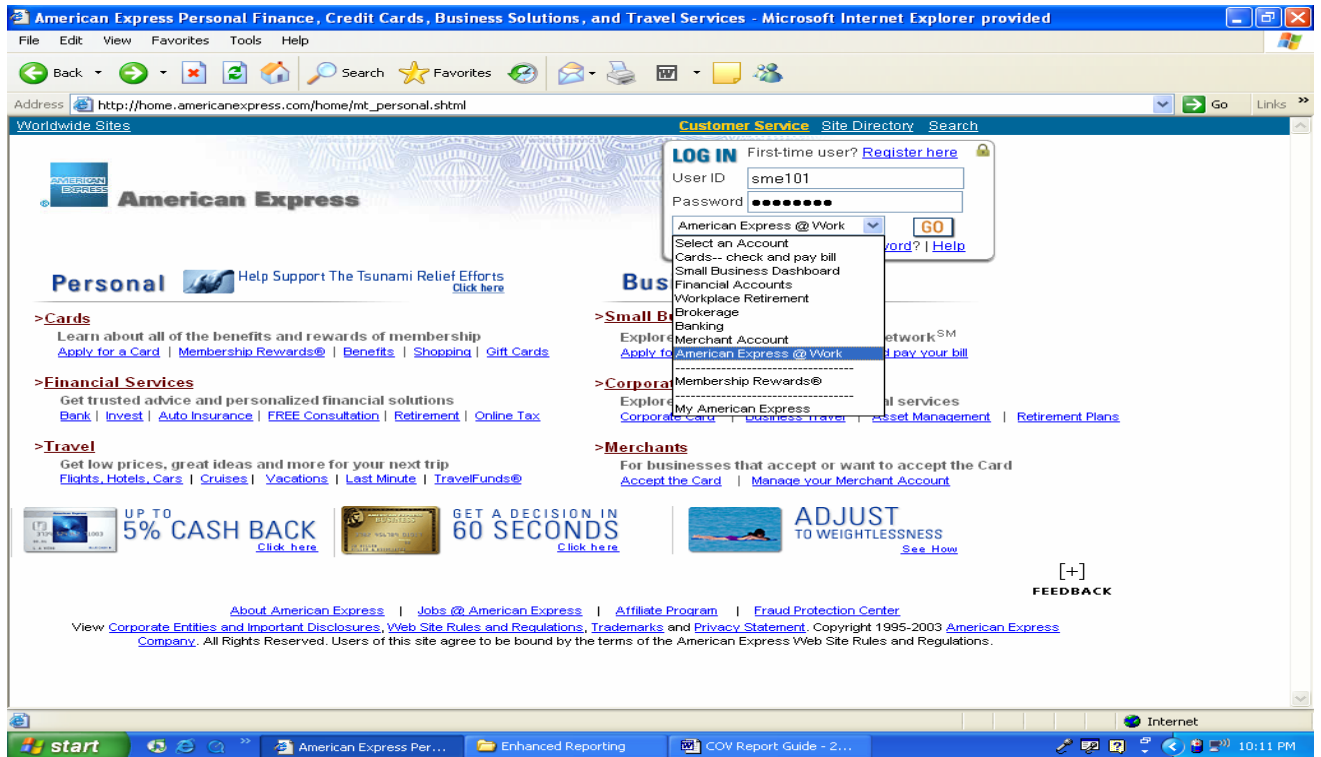 American Express Personal Finance, Credit Cards, Business Solutions, and Travel Services - Microsoft Internet Explorer provided
File Edit View Favorites Tools Help
Back Search Favorites
Address http://home.americanexpress.com/home/mt_personal.shtml Go Links »
Worldwide Sites Customer Service Site Directory Search
LOG IN First-time user? Register here
User ID sme101
Password ●●●●●●●●
American Express @ Work GO
Select an Account
Cards-- check and pay bill
Small Business Dashboard
Financial Accounts
Workplace Retirement
Brokerage
Banking
Merchant Account
American Express @ Work
----------------------------------
Membership Rewards®
----------------------------------
My American Express
word? | Help
AMERICAN EXPRESS
® American Express
Personal Help Support The Tsunami Relief Efforts
Click here
>Cards
Learn about all of the benefits and rewards of membership
Apply for a Card | Membership Rewards® | Benefits | Shopping | Gift Cards
>Financial Services
Get trusted advice and personalized financial solutions
Bank | Invest | Auto Insurance | FREE Consultation | Retirement | Online Tax
>Travel
Get low prices, great ideas and more for your next trip
Flights, Hotels, Cars | Cruises | Vacations | Last Minute | TravelFunds®
Bus
>Small B
Explore etwork SM
Apply fo d pay your bill
>Corporat
Explore al services
Corporate Card | Business Travel | Asset Management | Retirement Plans
>Merchants
For businesses that accept or want to accept the Card
Accept the Card | Manage your Merchant Account
UP TO
5% CASH BACK
Click here
GET A DECISION IN
60 SECONDS
Click here
ADJUST
TO WEIGHTLESSNESS
See How
[+]
FEEDBACK
About American Express | Jobs @ American Express | Affiliate Program | Fraud Protection Center
View Corporate Entities and Important Disclosures, Web Site Rules and Regulations, Trademarks and Privacy Statement. Copyright 1995-2003 American Express
Company. All Rights Reserved. Users of this site agree to be bound by the terms of the American Express Web Site Rules and Regulations.
Internet
start American Express Per... Enhanced Reporting COV Report Guide - 2... 10:11 PM